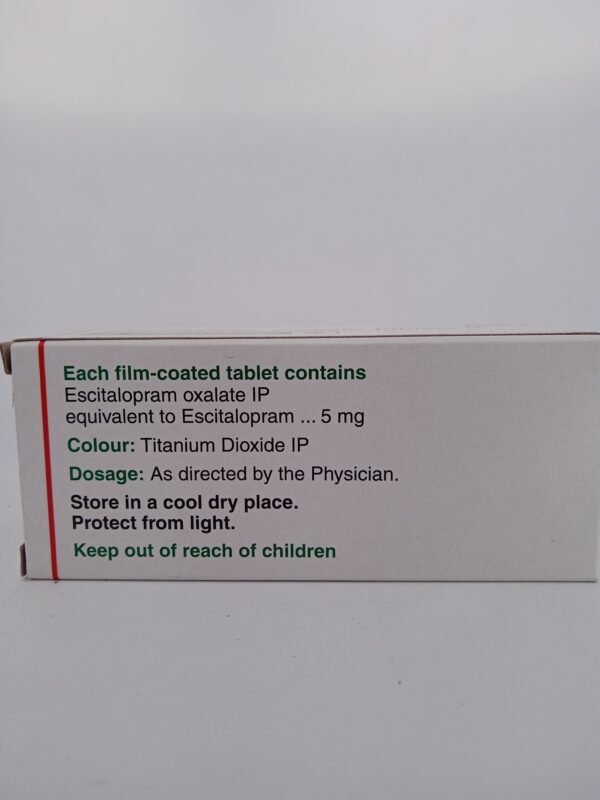 Each film-coated tablet contains
Escitalopram oxalate IP
equivalent to Escitalopram ... 5 mg
Colour: Titanium Dioxide IP
Dosage: As directed by the Physician.
Store in a cool dry place.
Protect from light.
Keep out of reach of children